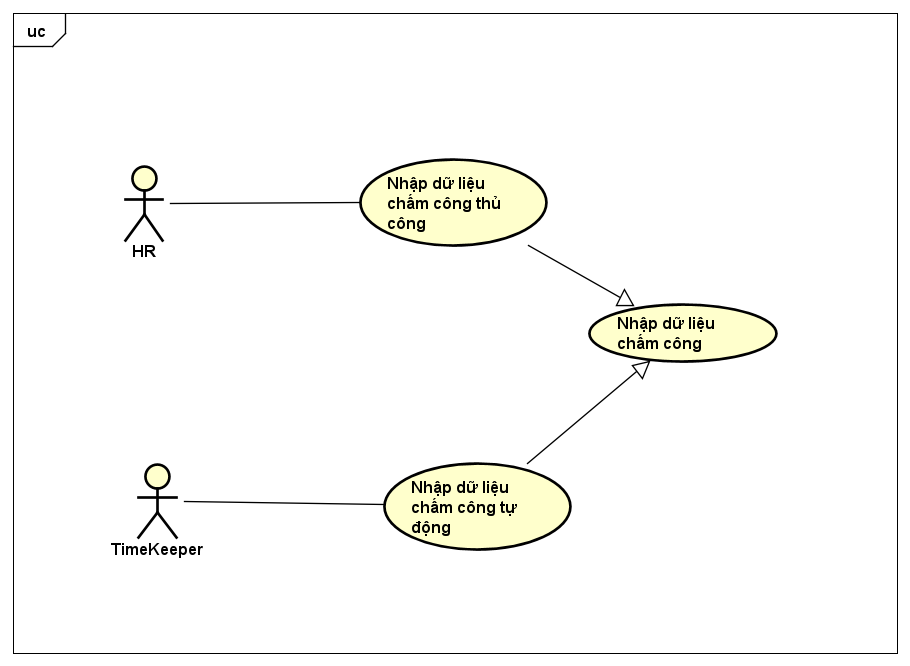 uc
Nhập dữ liệu
chấm công thủ
công
HR
Nhập dữ liệu
chấm công
Nhập dữ liệu
chấm công tự
động
TimeKeeper